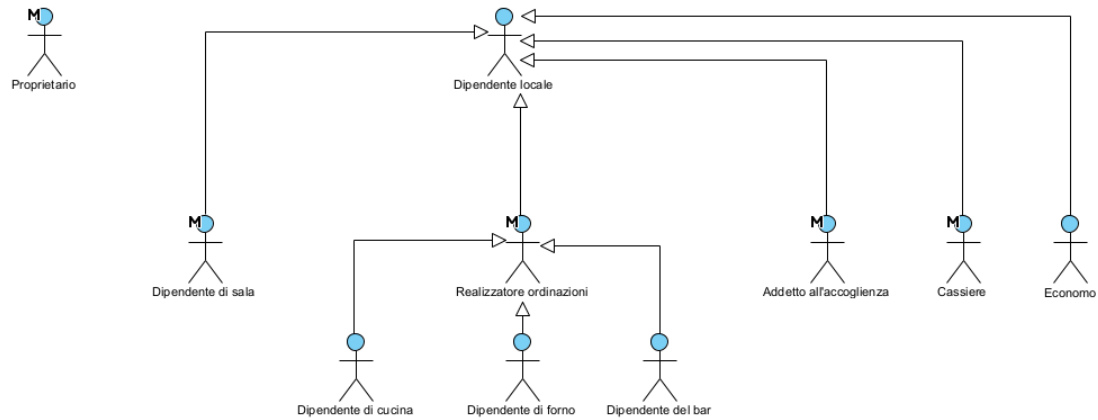 M
Proprietario
Dipendente locale
M
Dipendente di sala
M
Realizzatore ordinazioni
M
Addetto all'accoglienza
M
Cassiere
Economo
Dipendente di cucina
Dipendente di forno
Dipendente del bar